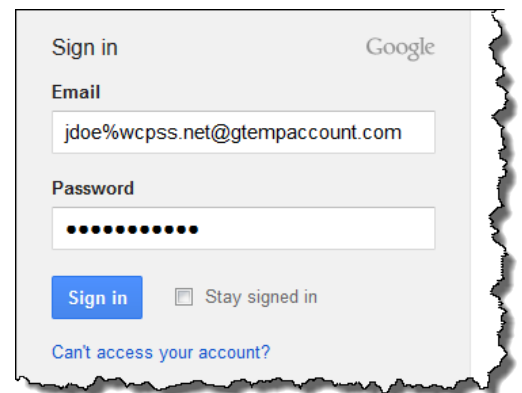 Sign in Google
Email
jdoe%wcpss.net@gtempaccount.com
Password
●●●●●●●●●●●
Sign in Stay signed in
Can't access your account?